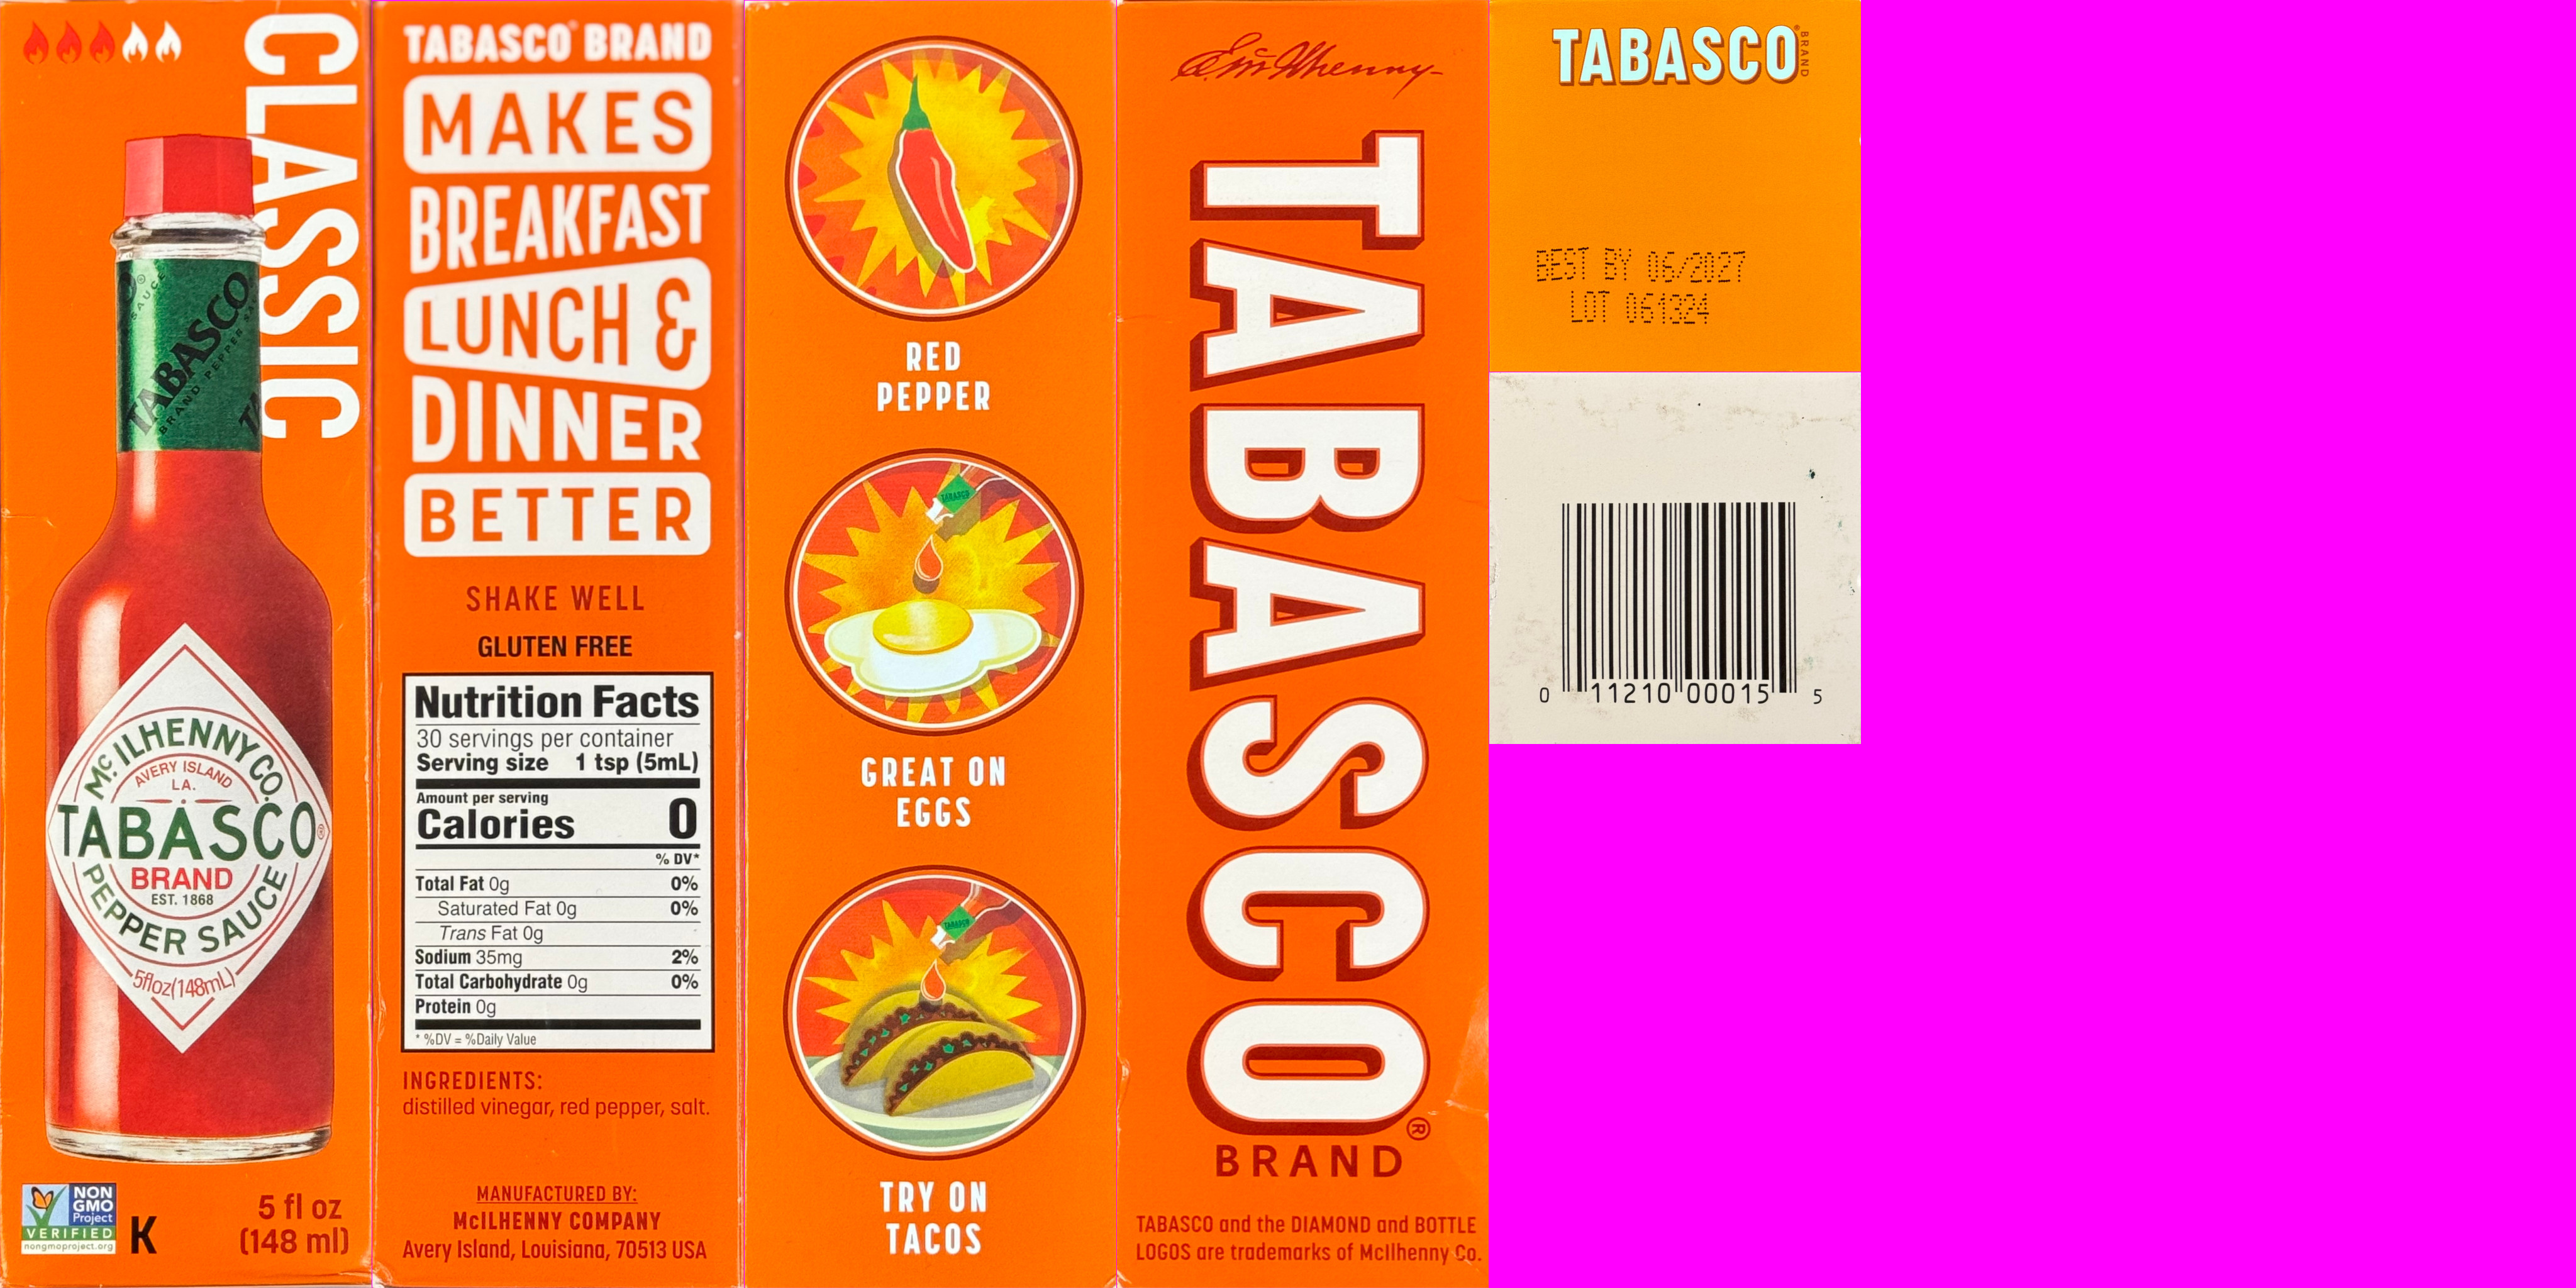 CLASSIC
TABASCO
BRAND PEPPER SAUCE
McILHENNY CO.
AVERY ISLAND
LA.
TABASCO®
BRAND
EST. 1868
PEPPER SAUCE
5floz(148mL)
NON
GMO
Project
VERIFIED
nongmoproject.org
K
5 fl oz
(148 ml)
TABASCO® BRAND
MAKES
BREAKFAST
LUNCH &
DINNER
BETTER
SHAKE WELL
GLUTEN FREE
Nutrition Facts
30 servings per container
Serving size 1 tsp (5mL)
Amount per serving
Calories 0
% DV*
Total Fat 0g 0%
Saturated Fat 0g 0%
Trans Fat 0g
Sodium 35mg 2%
Total Carbohydrate 0g 0%
Protein 0g
* %DV = %Daily Value
INGREDIENTS:
distilled vinegar, red pepper, salt.
MANUFACTURED BY:
McILHENNY COMPANY
Avery Island, Louisiana, 70513 USA
RED
PEPPER
TABASCO
GREAT ON
EGGS
TABASCO
TRY ON
TACOS
E. McIlhenny
TABASCO®
BRAND
TABASCO and the DIAMOND and BOTTLE
LOGOS are trademarks of McIlhenny Co.
TABASCO® BRAND
BEST BY 06/2027
LOT 061324
0 11210 00015 5